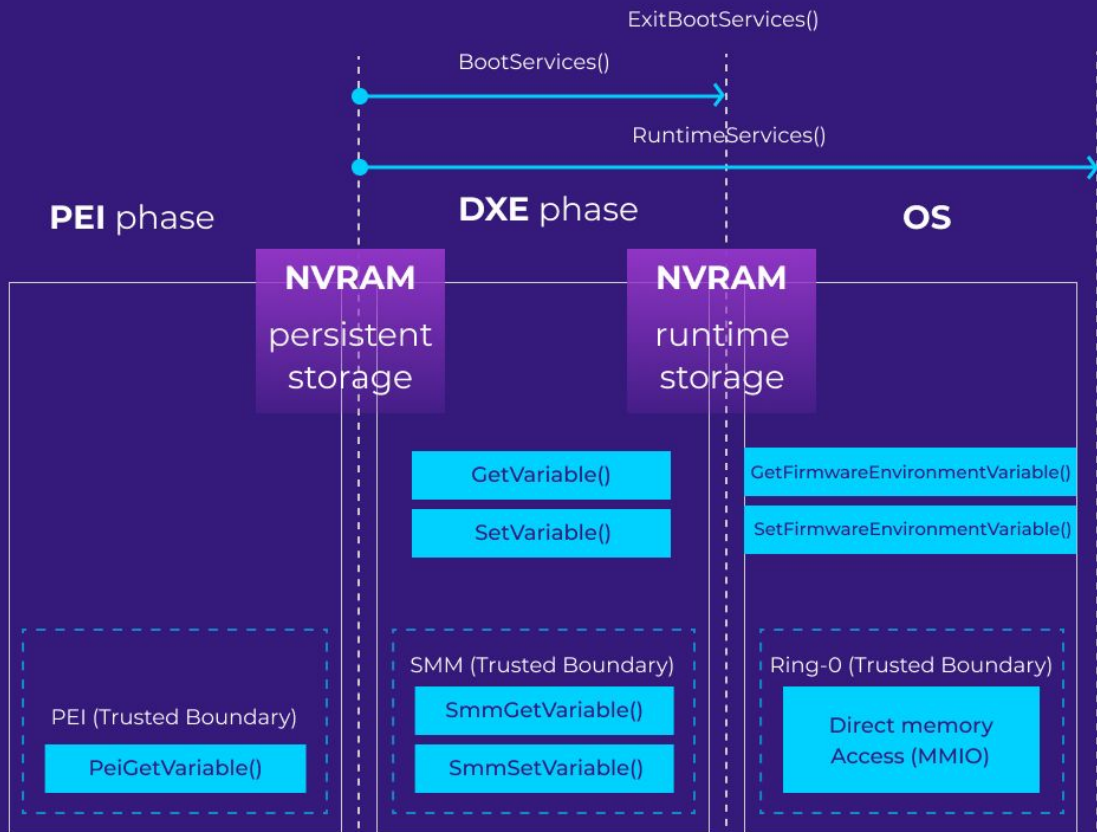 ExitBootServices()
BootServices()
RuntimeServices()
PEI phase
DXE phase
OS
NVRAM
persistent
storage
NVRAM
runtime
storage
GetVariable()
SetVariable()
GetFirmwareEnvironmentVariable()
SetFirmwareEnvironmentVariable()
PEI (Trusted Boundary)
PeiGetVariable()
SMM (Trusted Boundary)
SmmGetVariable()
SmmSetVariable()
Ring-0 (Trusted Boundary)
Direct memory
Access (MMIO)